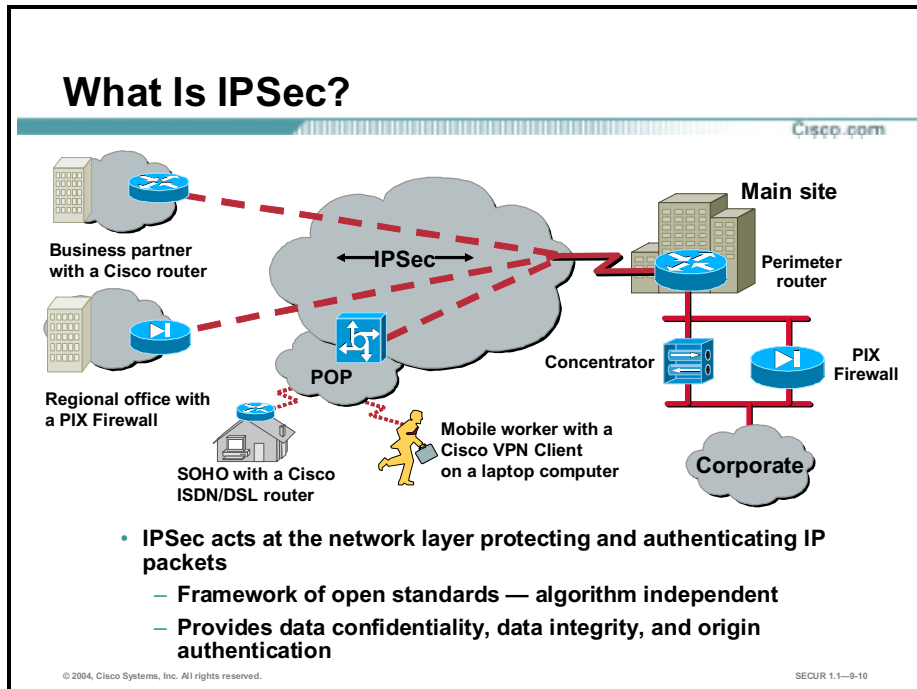 What Is IPSec?
Cisco.com
Main site
Business partner
with a Cisco router
IPSec
Perimeter
router
Concentrator
PIX
Firewall
POP
Regional office with
a PIX Firewall
SOHO with a Cisco
ISDN/DSL router
Mobile worker with a
Cisco VPN Client
on a laptop computer
Corporate
• IPSec acts at the network layer protecting and authenticating IP
packets
– Framework of open standards — algorithm independent
– Provides data confidentiality, data integrity, and origin
authentication
© 2004, Cisco Systems, Inc. All rights reserved.
SECUR 1.1—9-10